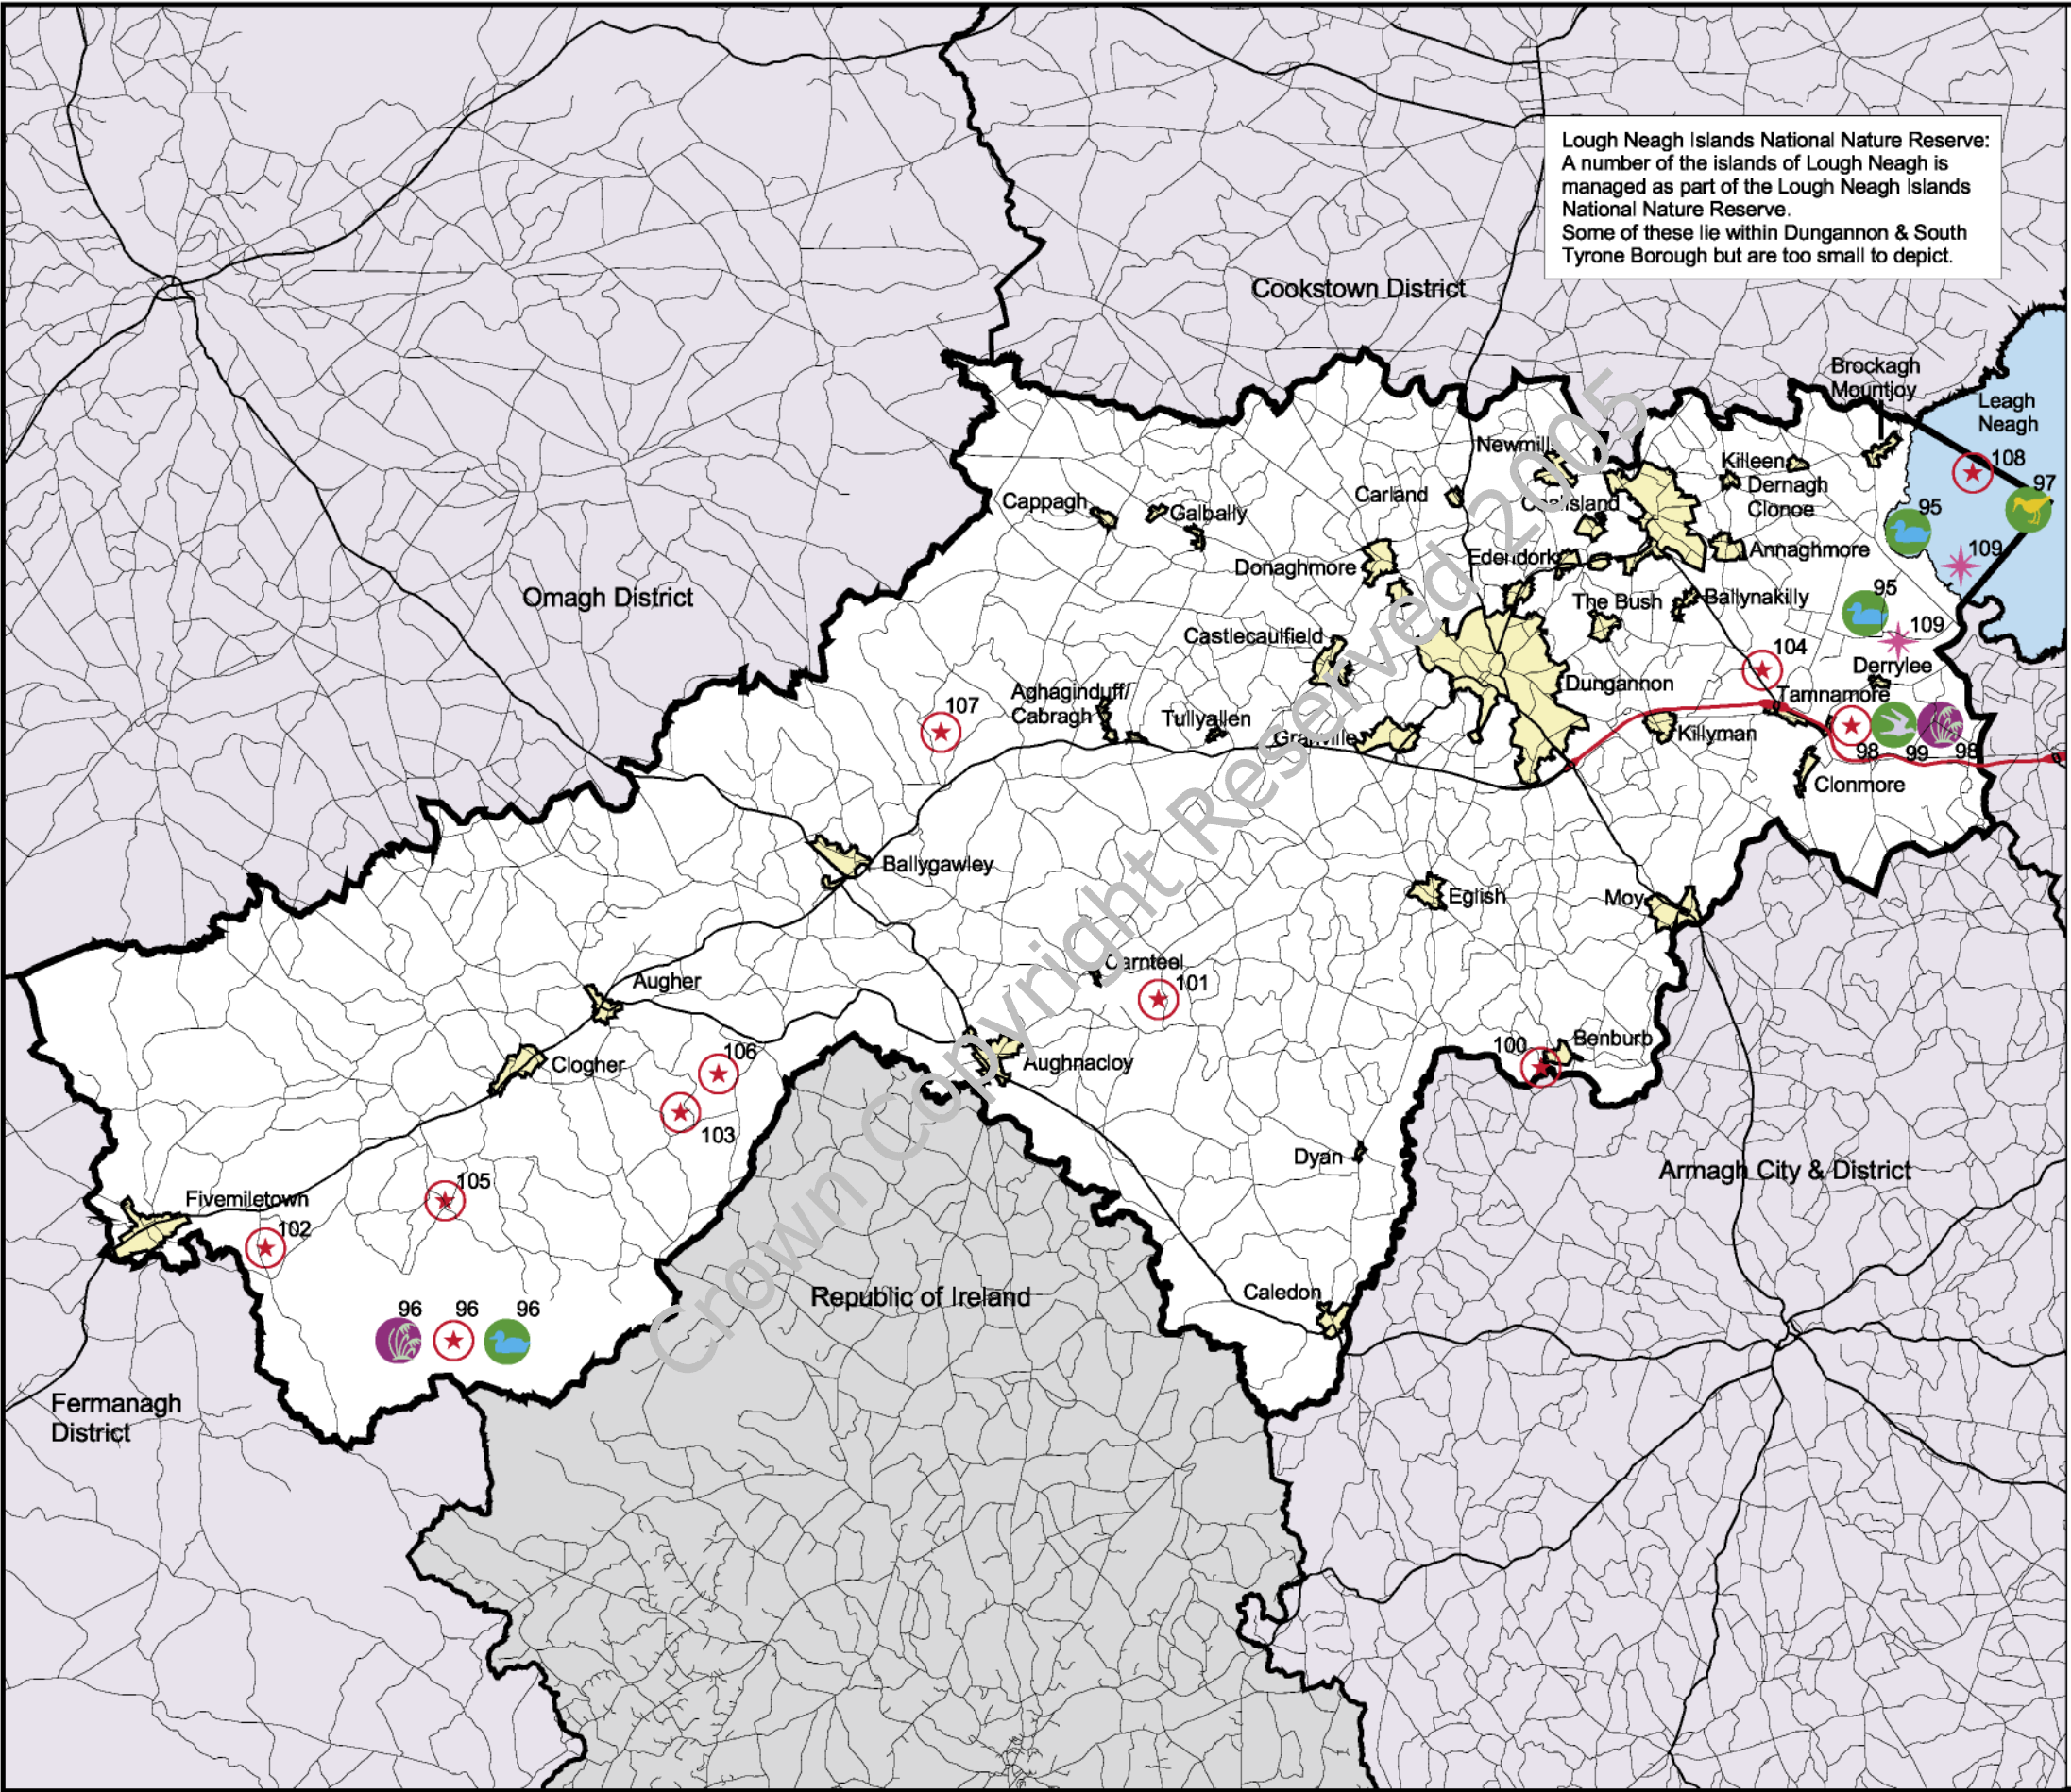 Lough Neagh Islands National Nature Reserve:
A number of the islands of Lough Neagh is
managed as part of the Lough Neagh Islands
National Nature Reserve.
Some of these lie within Dungannon & South
Tyrone Borough but are too small to depict.
Cookstown District
Brockagh
Mountjoy
Leagh
Neagh
108
97
95
109
Newmills
Killeen
Dernagh
Clonoe
Cappagh
Galbally
Carland
Coalisland
Annaghmore
Donaghmore
Edendork
Omagh District
The Bush
Ballynakilly
95
109
Castlecaulfield
104
Derrylee
Dungannon
Tamnamore
107
Aghaginduff/
Cabragh
Tullyallen
Granville
Killyman
98
99
98
Clonmore
Ballygawley
Eglish
Moy
Carnteel
101
Augher
Clogher
106
103
Aughnacloy
100
Benburb
Dyan
Armagh City & District
105
Fivemiletown
102
Republic of Ireland
Caledon
96
96
96
Fermanagh
District
Crown Copyright Reserved 2005